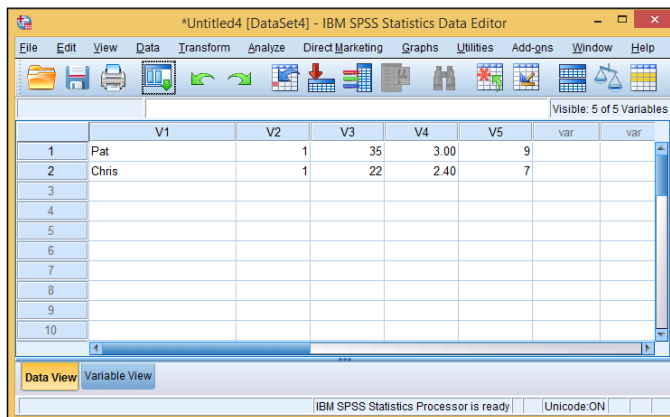 *Untitled4 [DataSet4] - IBM SPSS Statistics Data Editor
File Edit View Data Transform Analyze Direct Marketing Graphs Utilities Add-ons Window Help
Visible: 5 of 5 Variables
V1 V2 V3 V4 V5 var var
1 Pat 1 35 3.00 9
2 Chris 1 22 2.40 7
3
4
5
6
7
8
9
10
Data View Variable View
IBM SPSS Statistics Processor is ready Unicode:ON